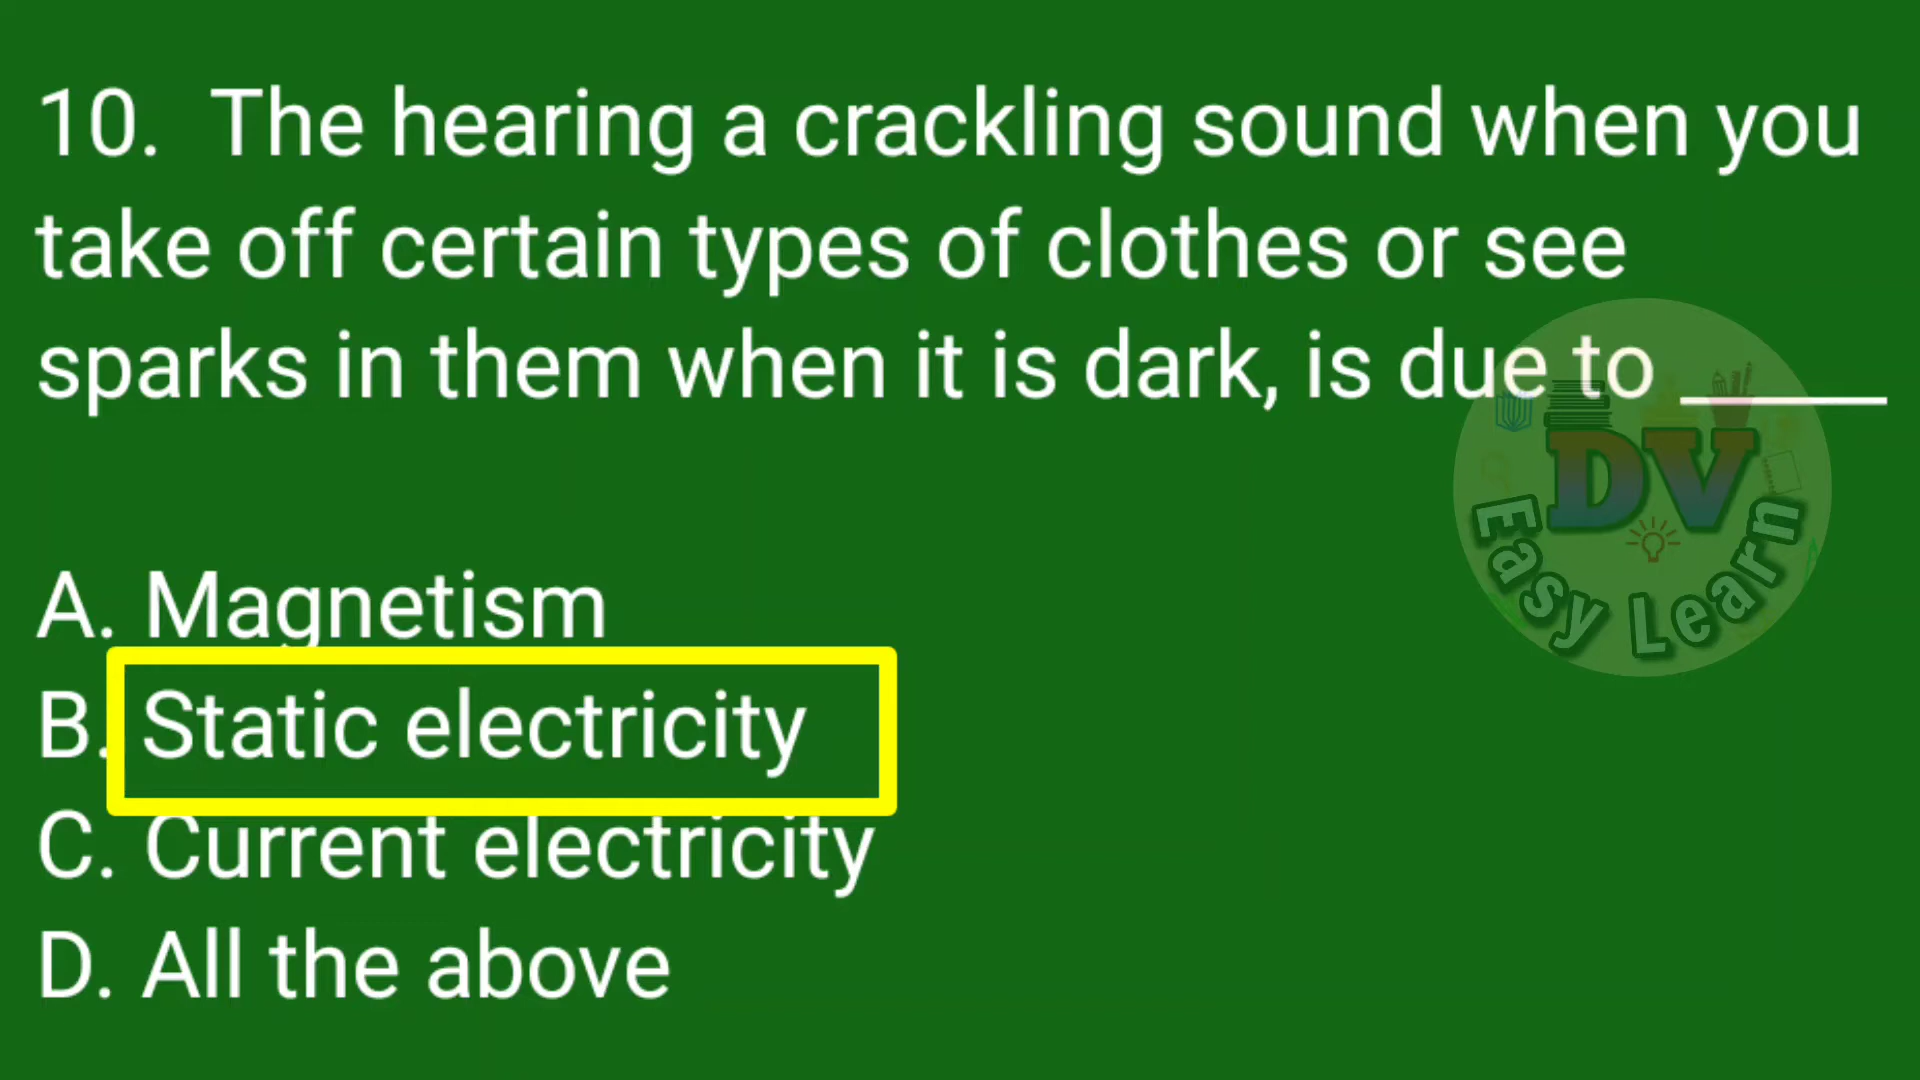 10. The hearing a crackling sound when you
take off certain types of clothes or see
sparks in them when it is dark, is due to _____
DV
Easy Learn
A. Magnetism
B. Static electricity
C. Current electricity
D. All the above